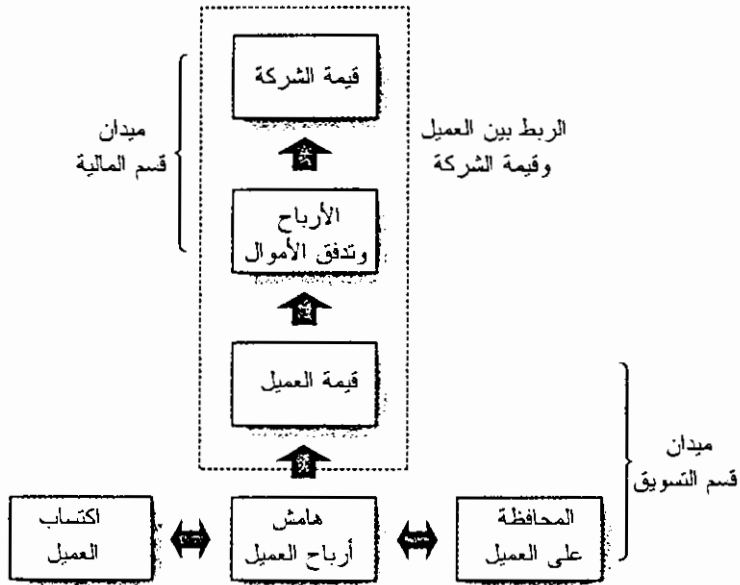 قيمة الشركة
ميدان
قسم المالية
الربط بين العميل
وقيمة الشركة
الأرباح
وتدفق الأموال
قيمة العميل
ميدان
قسم التسويق
المحافظة
على العميل
هامش
أرباح العميل
اكتساب
العميل